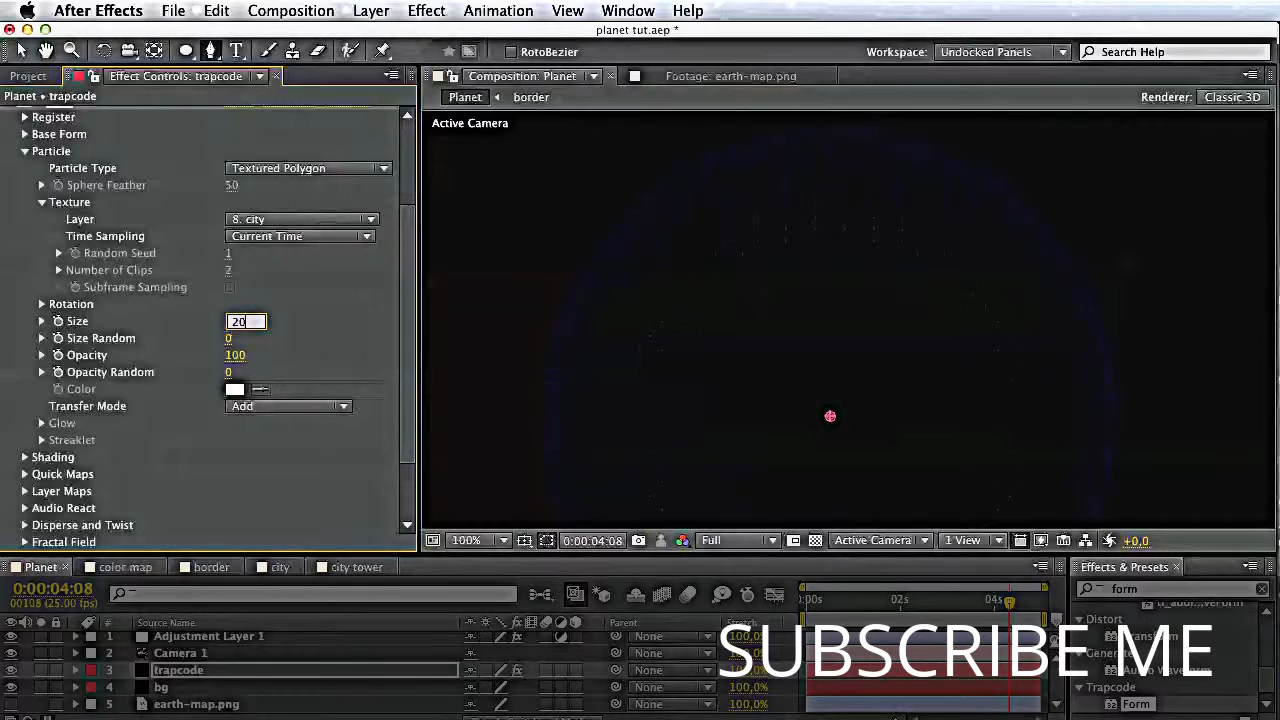 After Effects File Edit Composition Layer Effect Animation View Window Help
planet tut.aep *
RotoBezier Workspace: Undocked Panels Search Help
Project Effect Controls: trapcode Composition: Planet Footage: earth-map.png
Planet • trapcode Planet border Renderer: Classic 3D
Active Camera
Register
Base Form
Particle
Particle Type Textured Polygon
Sphere Feather 50
Texture
Layer 8. city
Time Sampling Current Time
Random Seed 1
Number of Clips 2
Subframe Sampling
Rotation
Size 20
Size Random 0
Opacity 100
Opacity Random 0
Color
Transfer Mode Add
Glow
Streaklet
Shading
Quick Maps
Layer Maps
Audio React
Disperse and Twist
Fractal Field
100% 0:00:04:08 Full Active Camera 1 View +0,0
Planet color map border city city tower Effects & Presets
0:00:04:08 form
00108 (25.00 fps) :00s 02s 04s
Distort
# Source Name Parent Stretch
1 Adjustment Layer 1 None 100,0%
2 Camera 1 None 100,0%
3 trapcode None 100,0%
4 bg None 100,0% Trapcode
5 earth-map.png None 100,0% Form
SUBSCRIBE ME